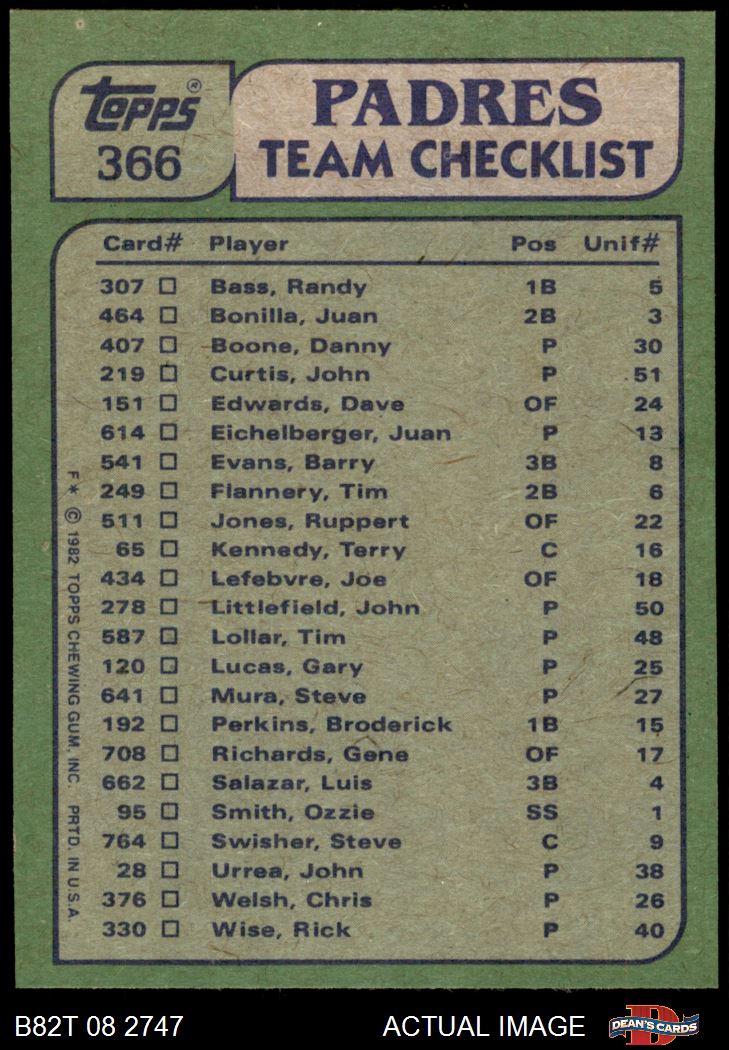 Topps®
366
PADRES
TEAM CHECKLIST
Card# Player Pos Unif#
307 □ Bass, Randy 1B 5
464 □ Bonilla, Juan 2B 3
407 □ Boone, Danny P 30
219 □ Curtis, John P 51
151 □ Edwards, Dave OF 24
614 □ Eichelberger, Juan P 13
541 □ Evans, Barry 3B 8
249 □ Flannery, Tim 2B 6
511 □ Jones, Ruppert OF 22
65 □ Kennedy, Terry C 16
434 □ Lefebvre, Joe OF 18
278 □ Littlefield, John P 50
587 □ Lollar, Tim P 48
120 □ Lucas, Gary P 25
641 □ Mura, Steve P 27
192 □ Perkins, Broderick 1B 15
708 □ Richards, Gene OF 17
662 □ Salazar, Luis 3B 4
95 □ Smith, Ozzie SS 1
764 □ Swisher, Steve C 9
28 □ Urrea, John P 38
376 □ Welsh, Chris P 26
330 □ Wise, Rick P 40
F✶ © 1982 TOPPS CHEWING GUM, INC. PRTD. IN U.S.A.
B82T 08 2747
ACTUAL IMAGE
D
DEAN'S CARDS